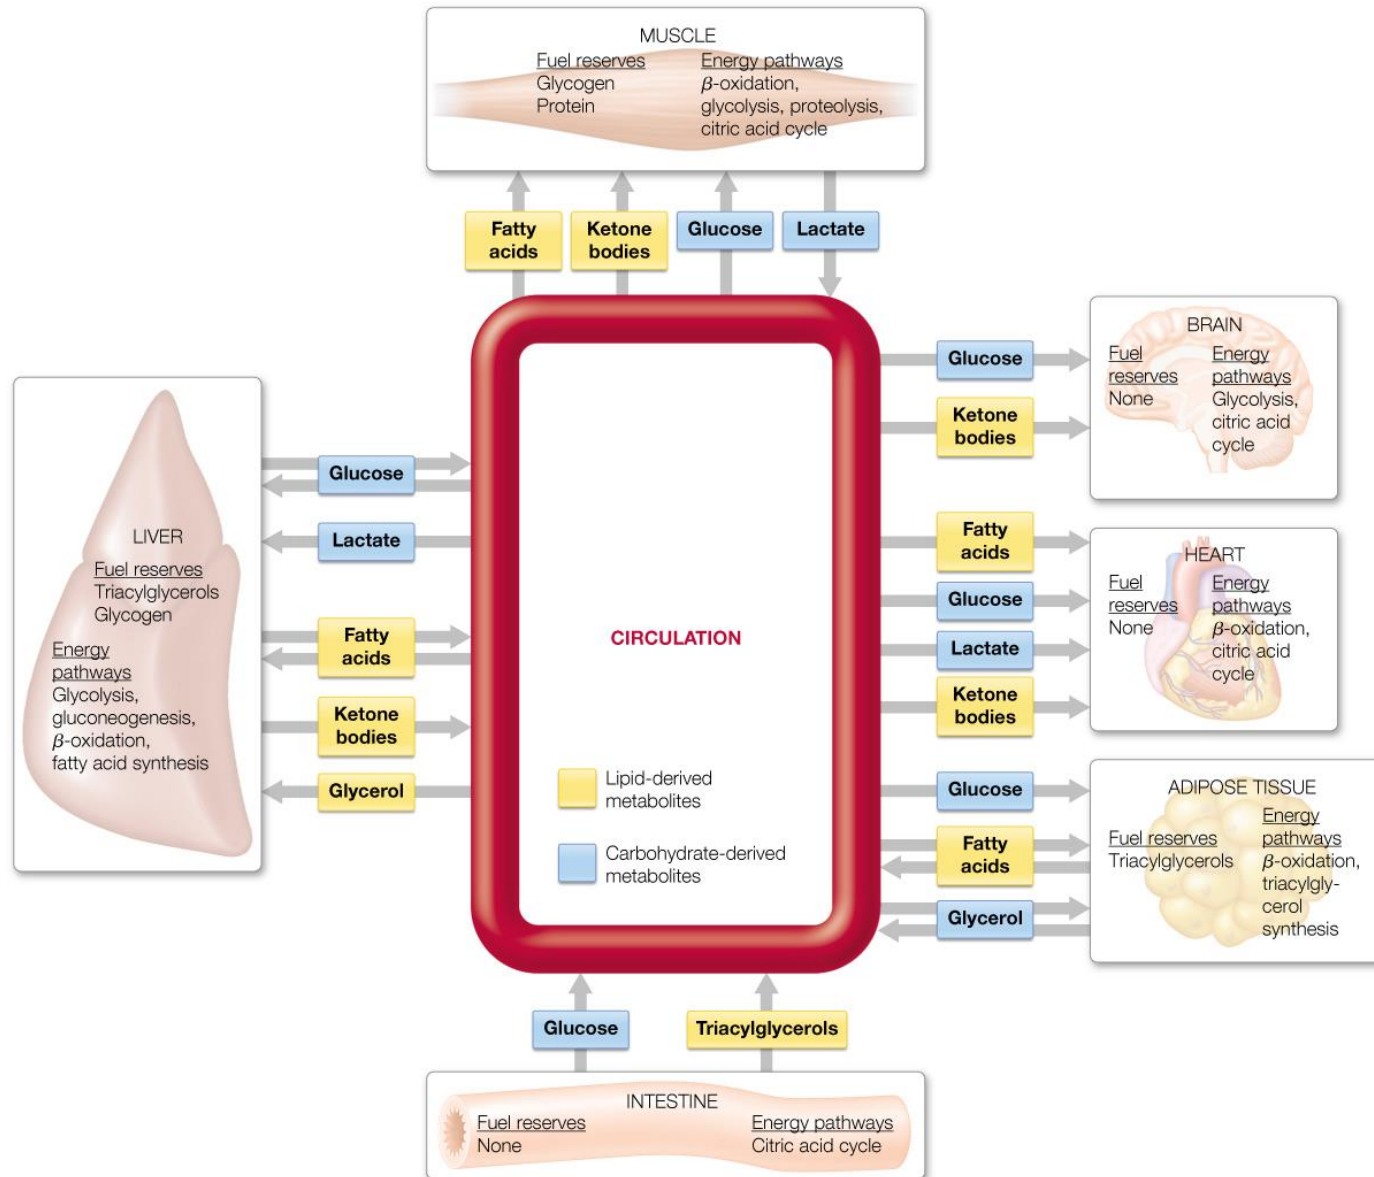 MUSCLE
Fuel reserves
Glycogen
Protein
Energy pathways
β-oxidation,
glycolysis, proteolysis,
citric acid cycle
Fatty
acids
Ketone
bodies
Glucose
Lactate
BRAIN
Fuel
reserves
None
Energy
pathways
Glycolysis,
citric acid
cycle
Glucose
Ketone
bodies
LIVER
Fuel reserves
Triacylglycerols
Glycogen
Energy
pathways
Glycolysis,
gluconeogenesis,
β-oxidation,
fatty acid synthesis
Glucose
Lactate
Fatty
acids
Ketone
bodies
Glycerol
CIRCULATION
Lipid-derived
metabolites
Carbohydrate-derived
metabolites
Fatty
acids
Glucose
Lactate
Ketone
bodies
HEART
Fuel
reserves
None
Energy
pathways
β-oxidation,
citric acid
cycle
Glucose
Fatty
acids
Glycerol
ADIPOSE TISSUE
Fuel reserves
Triacylglycerols
Energy
pathways
β-oxidation,
triacylgly-
cerol
synthesis
Glucose
Triacylglycerols
INTESTINE
Fuel reserves
None
Energy pathways
Citric acid cycle